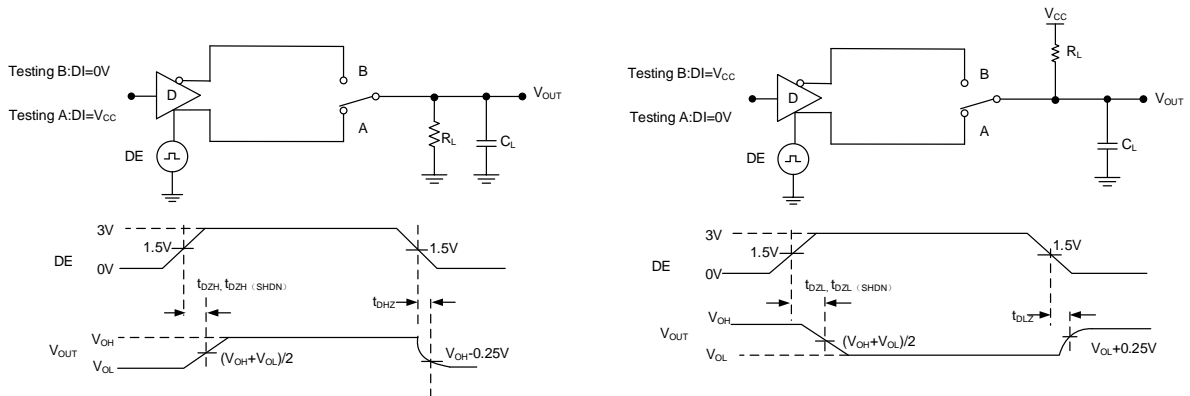 Testing B:DI=0V
Testing A:DI=VCC
D
DE
B
A
RL
CL
VOUT
3V
1.5V
1.5V
DE
0V
tDZH, tDZH（SHDN）
tDHZ
VOH
VOUT
(VOH+VOL)/2
VOH-0.25V
VOL
VCC
RL
Testing B:DI=VCC
Testing A:DI=0V
D
DE
B
A
CL
VOUT
3V
1.5V
1.5V
DE
0V
tDZL, tDZL（SHDN）
tDLZ
VOH
VOUT
(VOH+VOL)/2
VOL+0.25V
VOL